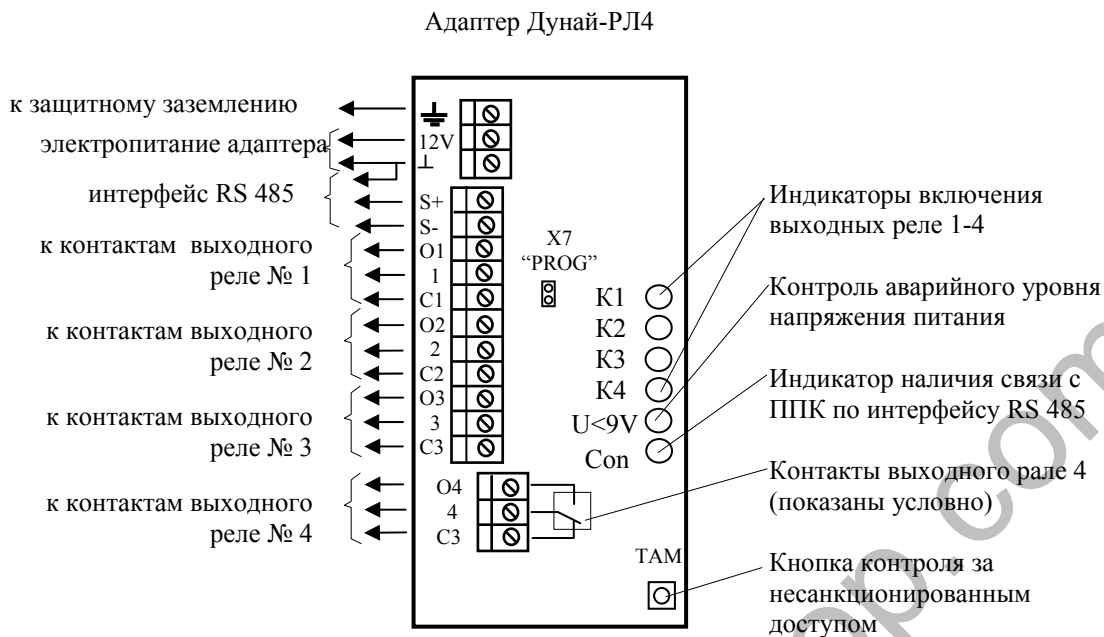 Адаптер Дунай-РЛ4
к защитному заземлению
электропитание адаптера
интерфейс RS 485
к контактам выходного
реле № 1
к контактам выходного
реле № 2
к контактам выходного
реле № 3
к контактам выходного
реле № 4
12V
⊥
S+
S-
O1
1
C1
O2
2
C2
O3
3
C3
O4
4
C3
X7
“PROG”
К1
К2
К3
К4
U<9V
Con
TAM
Индикаторы включения
выходных реле 1-4
Контроль аварийного уровня
напряжения питания
Индикатор наличия связи с
ППК по интерфейсу RS 485
Контакты выходного рале 4
(показаны условно)
Кнопка контроля за
несанкционированным
доступом